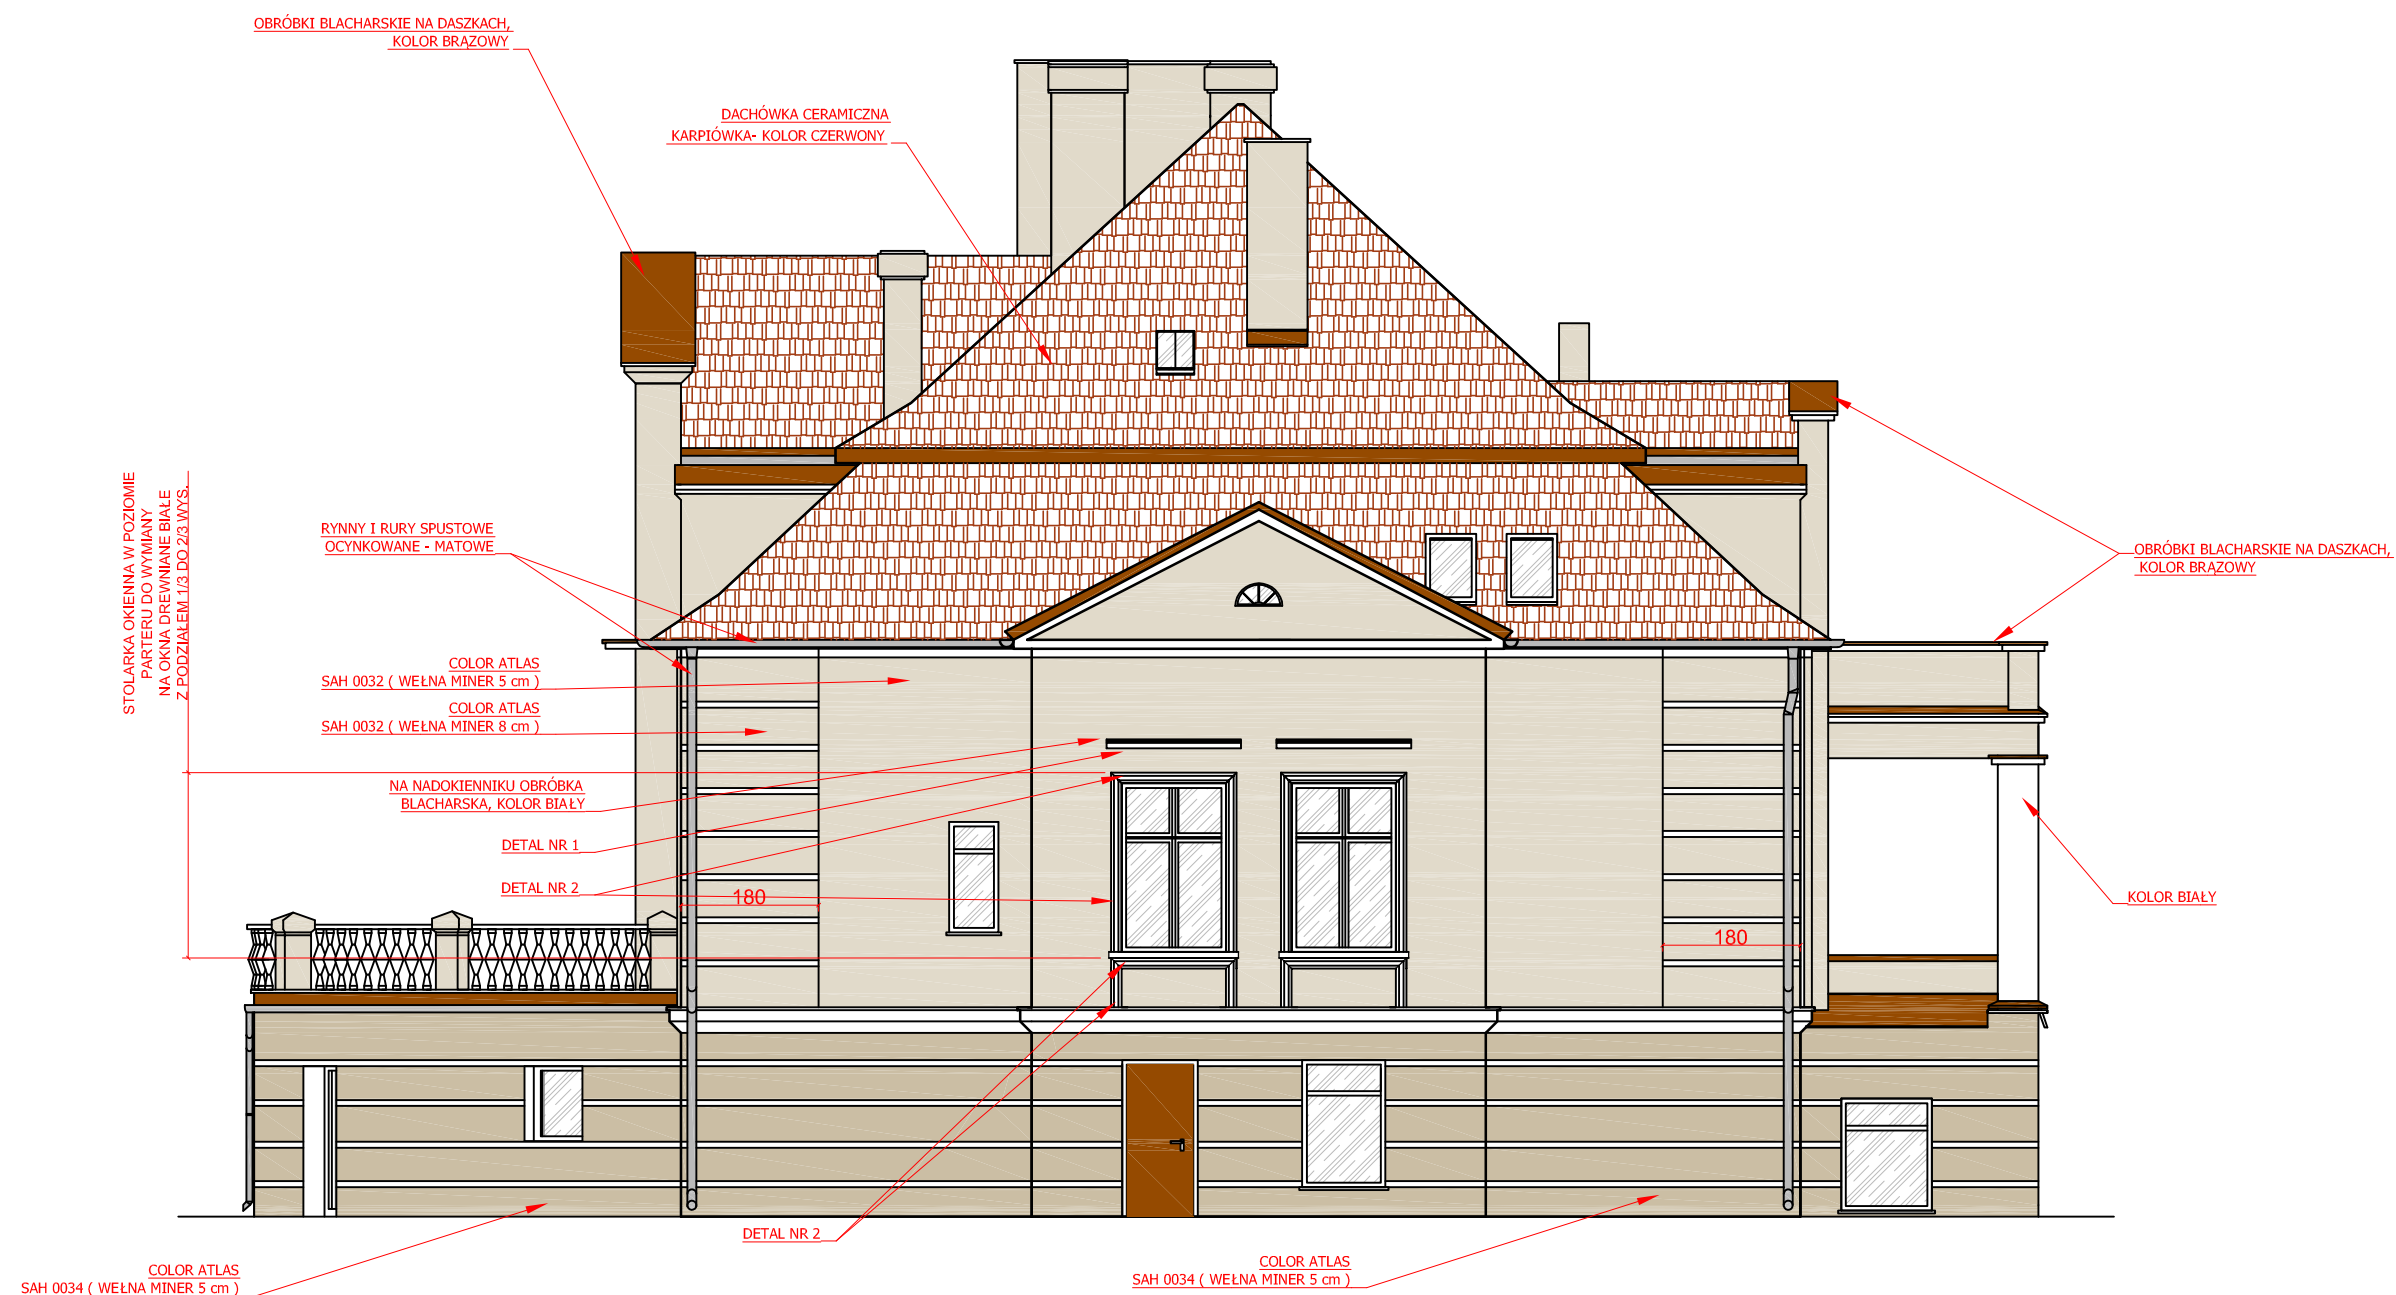 OBRÓBKI BLACHARSKIE NA DASZKACH,
KOLOR BRĄZOWY
DACHÓWKA CERAMICZNA
KARPIÓWKA- KOLOR CZERWONY
STOLARKA OKIENNA W POZIOMIE
PARTERU DO WYMIANY
NA OKNA DREWNIANE BIAŁE
Z PODZIAŁEM 1/3 DO 2/3 WYS.
RYNNY I RURY SPUSTOWE
OCYNKOWANE - MATOWE
OBRÓBKI BLACHARSKIE NA DASZKACH,
KOLOR BRĄZOWY
COLOR ATLAS
SAH 0032 ( WEŁNA MINER 5 cm )
COLOR ATLAS
SAH 0032 ( WEŁNA MINER 8 cm )
NA NADOKIENNIKU OBRÓBKA
BLACHARSKA, KOLOR BIAŁY
DETAL NR 1
DETAL NR 2
180
180
KOLOR BIAŁY
DETAL NR 2
COLOR ATLAS
SAH 0034 ( WEŁNA MINER 5 cm )
COLOR ATLAS
SAH 0034 ( WEŁNA MINER 5 cm )